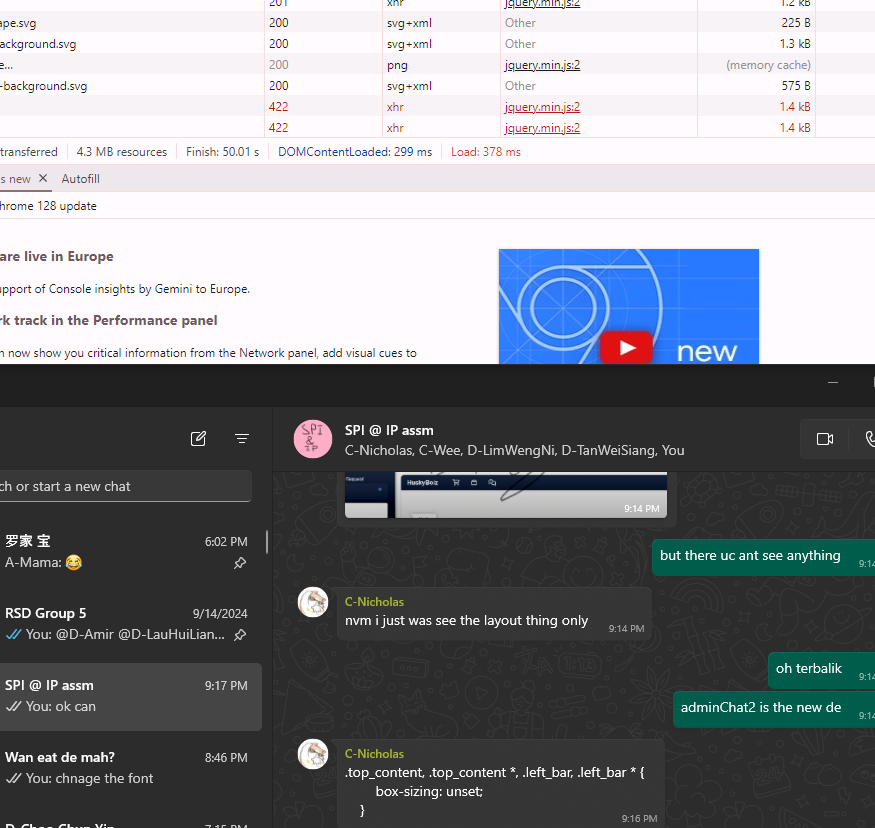 201 xhr jquery.min.js:2 1.2 kB
ape.svg 200 svg+xml Other 225 B
ackground.svg 200 svg+xml Other 1.3 kB
e... 200 png jquery.min.js:2 (memory cache)
-background.svg 200 svg+xml Other 575 B
422 xhr jquery.min.js:2 1.4 kB
422 xhr jquery.min.js:2 1.4 kB
transferred 4.3 MB resources Finish: 50.01 s DOMContentLoaded: 299 ms Load: 378 ms
s new Autofill
hrome 128 update
are live in Europe
upport of Console insights by Gemini to Europe.
rk track in the Performance panel
n now show you critical information from the Network panel, add visual cues to
new
SPI
&
IP
SPI @ IP assm
C-Nicholas, C-Wee, D-LimWengNi, D-TanWeiSiang, You
ch or start a new chat
罗家 宝 6:02 PM
A-Mama: 😂
RSD Group 5 9/14/2024
You: @D-Amir @D-LauHuiLian...
SPI @ IP assm 9:17 PM
You: ok can
Wan eat de mah? 8:46 PM
You: chnage the font
D-Choo Chun Yin 7:15 PM
HuskyBoiz
9:14 PM
but there uc ant see anything 9:14
C-Nicholas
nvm i just was see the layout thing only 9:14 PM
oh terbalik 9:14
adminChat2 is the new de 9:14
C-Nicholas
.top_content, .top_content *, .left_bar, .left_bar * {
box-sizing: unset;
}
9:16 PM